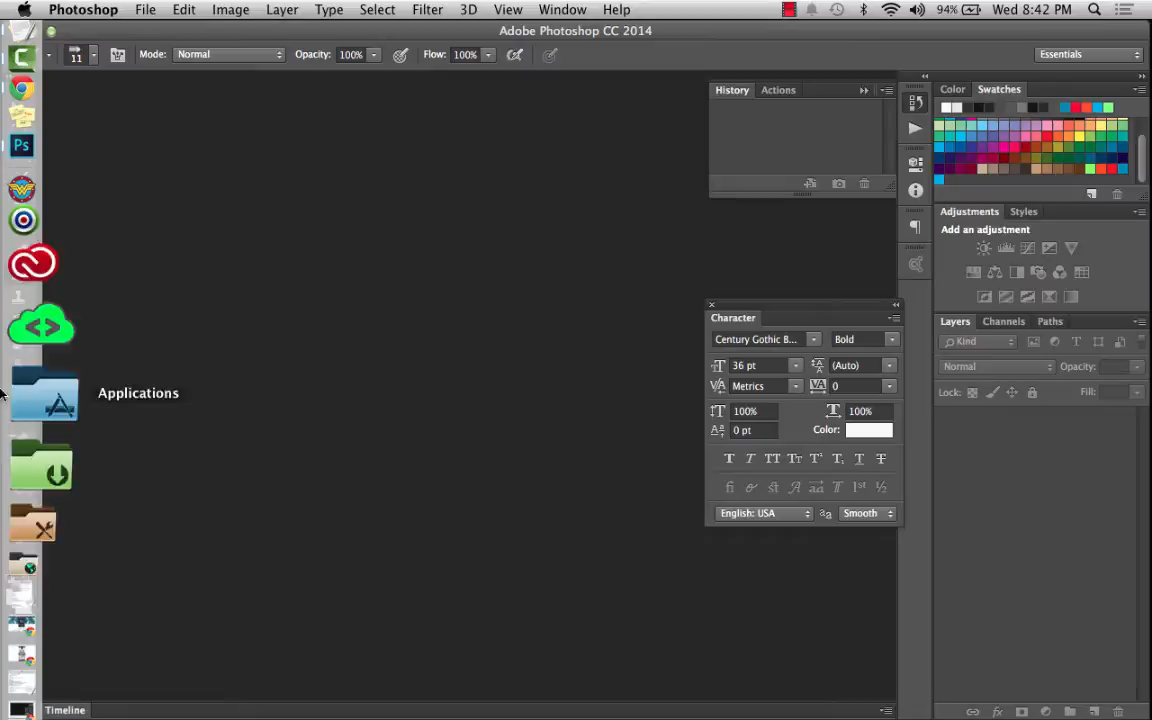 Photoshop File Edit Image Layer Type Select Filter 3D View Window Help 94% Wed 8:42 PM
Adobe Photoshop CC 2014
11 Mode: Normal Opacity: 100% Flow: 100% Essentials
History Actions
Color Swatches
Ps
Adjustments Styles
Add an adjustment
Character
Century Gothic B... Bold
36 pt (Auto)
Metrics 0
100% 100%
0 pt Color:
English: USA Smooth
Layers Channels Paths
Kind
Normal Opacity:
Lock: Fill:
Applications
Timeline